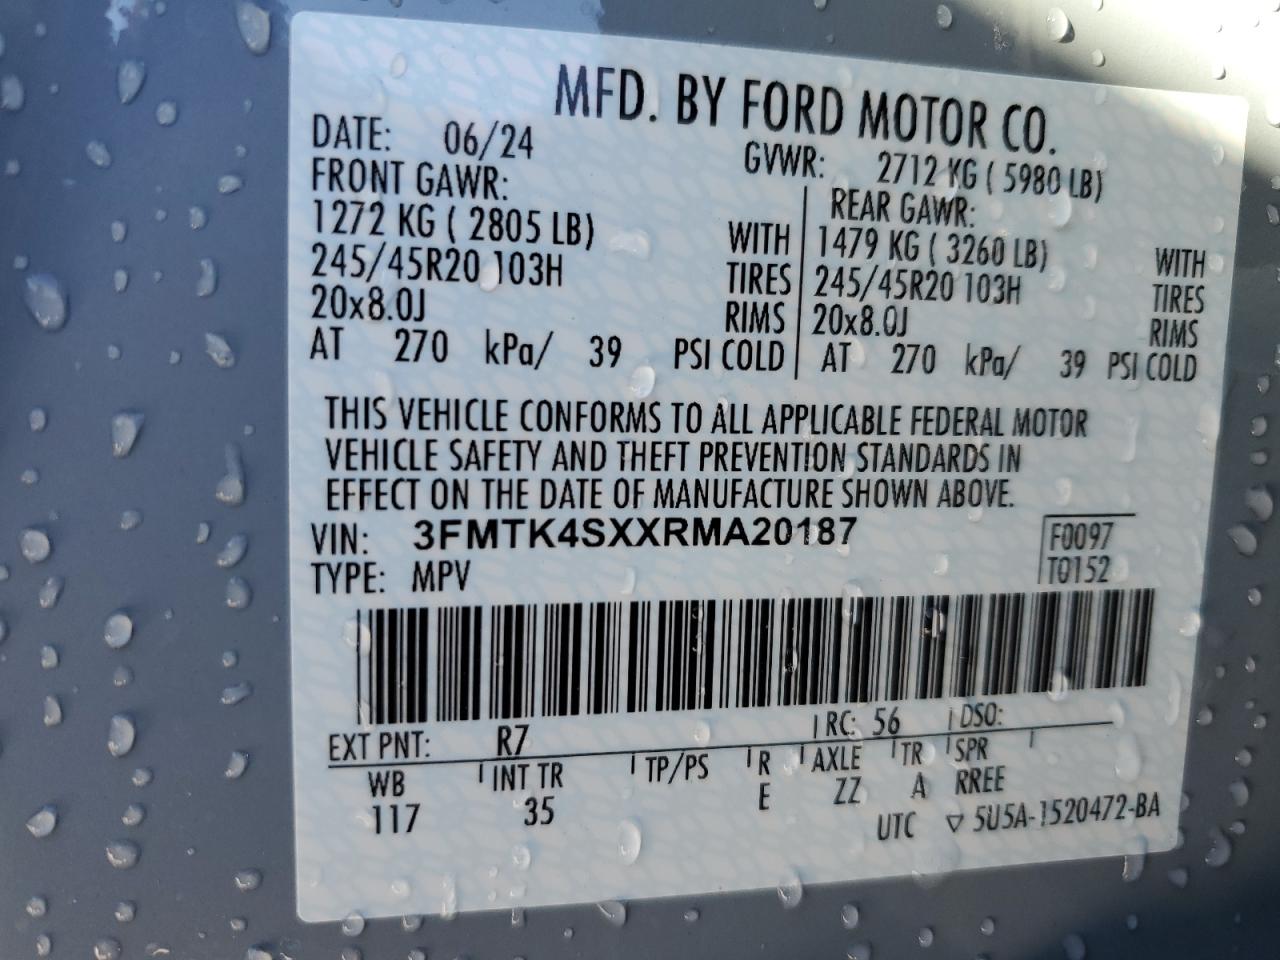 MFD. BY FORD MOTOR CO.
DATE: 06/24 GVWR: 2712 KG ( 5980 LB)
FRONT GAWR: REAR GAWR:
1272 KG ( 2805 LB) WITH 1479 KG ( 3260 LB) WITH
245/45R20 103H TIRES 245/45R20 103H TIRES
20x8.0J RIMS 20x8.0J RIMS
AT 270 kPa/ 39 PSI COLD AT 270 kPa/ 39 PSI COLD
THIS VEHICLE CONFORMS TO ALL APPLICABLE FEDERAL MOTOR
VEHICLE SAFETY AND THEFT PREVENTION STANDARDS IN
EFFECT ON THE DATE OF MANUFACTURE SHOWN ABOVE.
VIN: 3FMTK4SXXRMA20187 F0097
TYPE: MPV T0152
EXT PNT: R7 RC: 56 DSO:
WB INT TR TP/PS R AXLE TR SPR
117 35 E ZZ A RREE
UTC ▽ 5U5A-1520472-BA